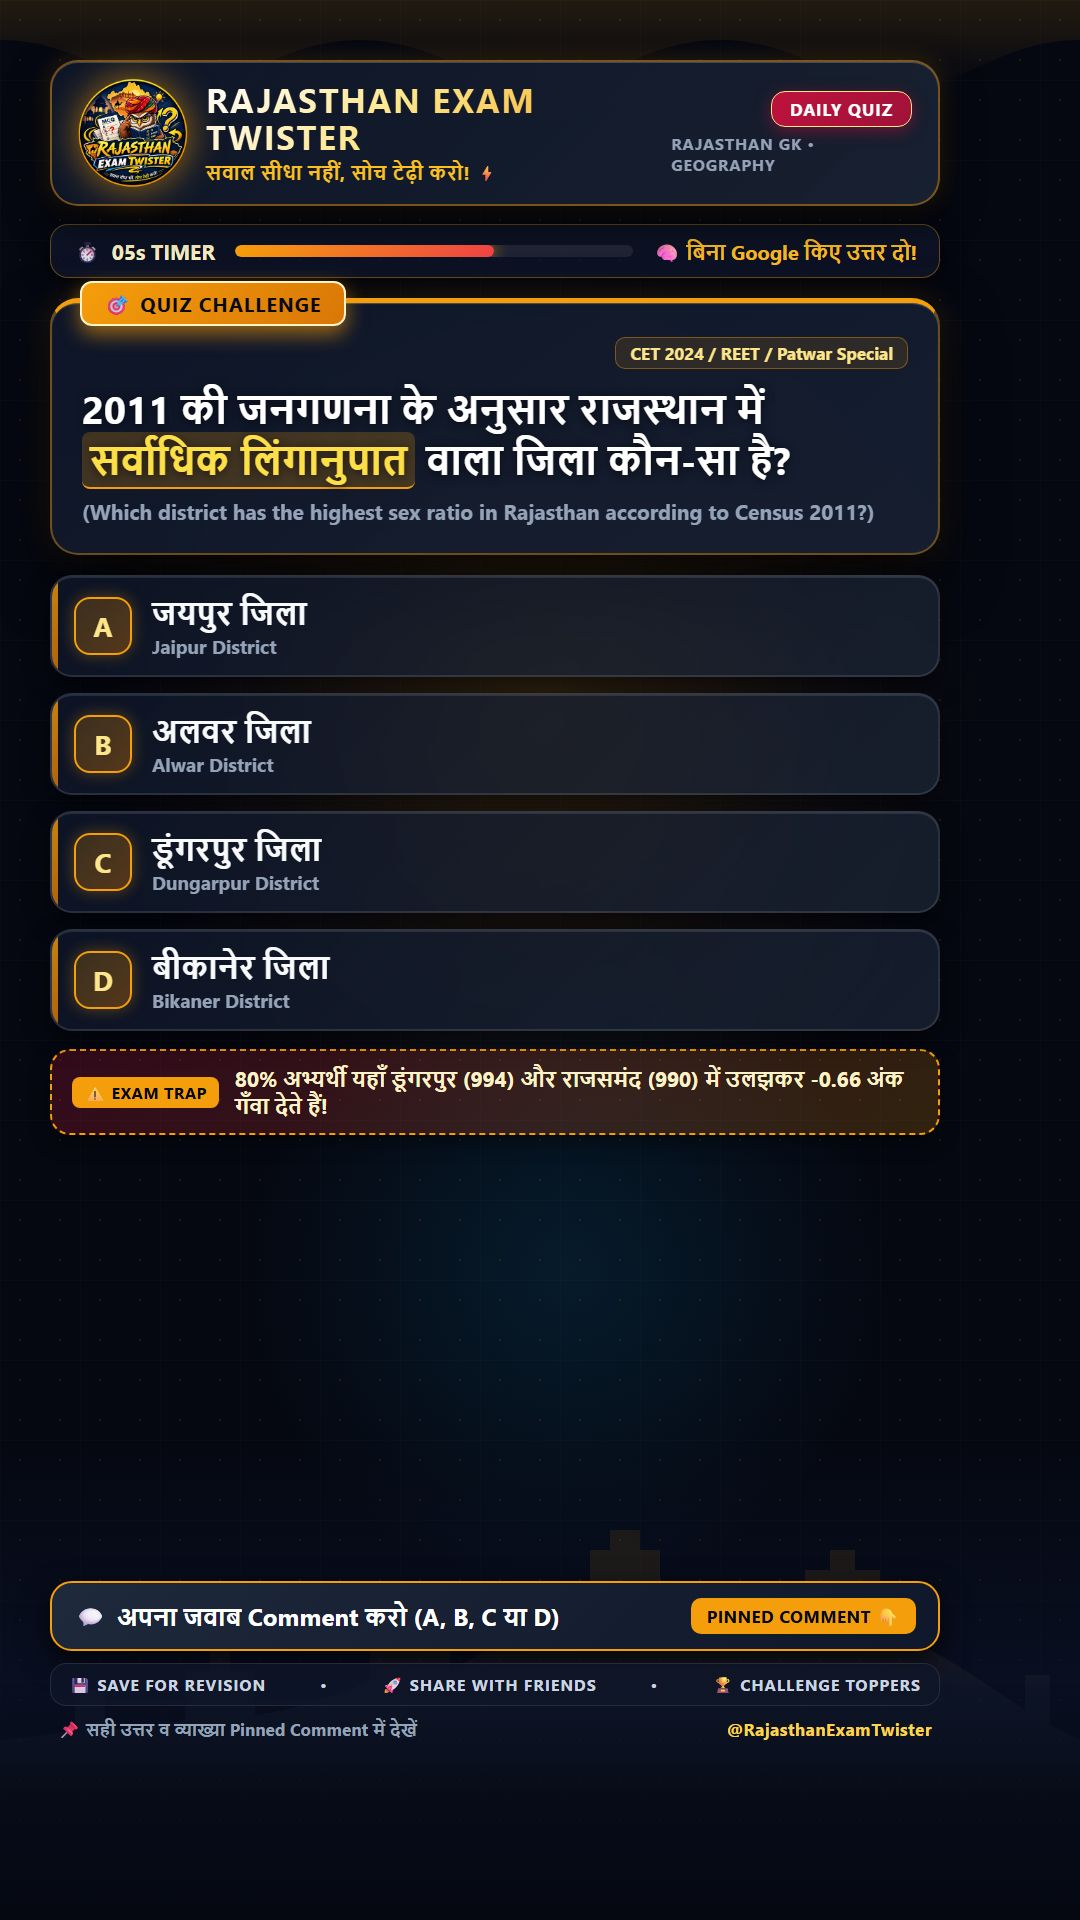 RAJASTHAN EXAM
TWISTER
सवाल सीधा नहीं, सोच टेढ़ी करो!
DAILY QUIZ
RAJASTHAN GK •
GEOGRAPHY
RAJASTHAN
EXAM TWISTER
05s TIMER
बिना Google किए उत्तर दो!
QUIZ CHALLENGE
CET 2024 / REET / Patwar Special
2011 की जनगणना के अनुसार राजस्थान में
सर्वाधिक लिंगानुपात वाला जिला कौन-सा है?
(Which district has the highest sex ratio in Rajasthan according to Census 2011?)
A
जयपुर जिला
Jaipur District
B
अलवर जिला
Alwar District
C
डूंगरपुर जिला
Dungarpur District
D
बीकानेर जिला
Bikaner District
EXAM TRAP
80% अभ्यर्थी यहाँ डूंगरपुर (994) और राजसमंद (990) में उलझकर -0.66 अंक
गँवा देते हैं!
अपना जवाब Comment करो (A, B, C या D)
PINNED COMMENT
SAVE FOR REVISION • SHARE WITH FRIENDS • CHALLENGE TOPPERS
सही उत्तर व व्याख्या Pinned Comment में देखें
@RajasthanExamTwister